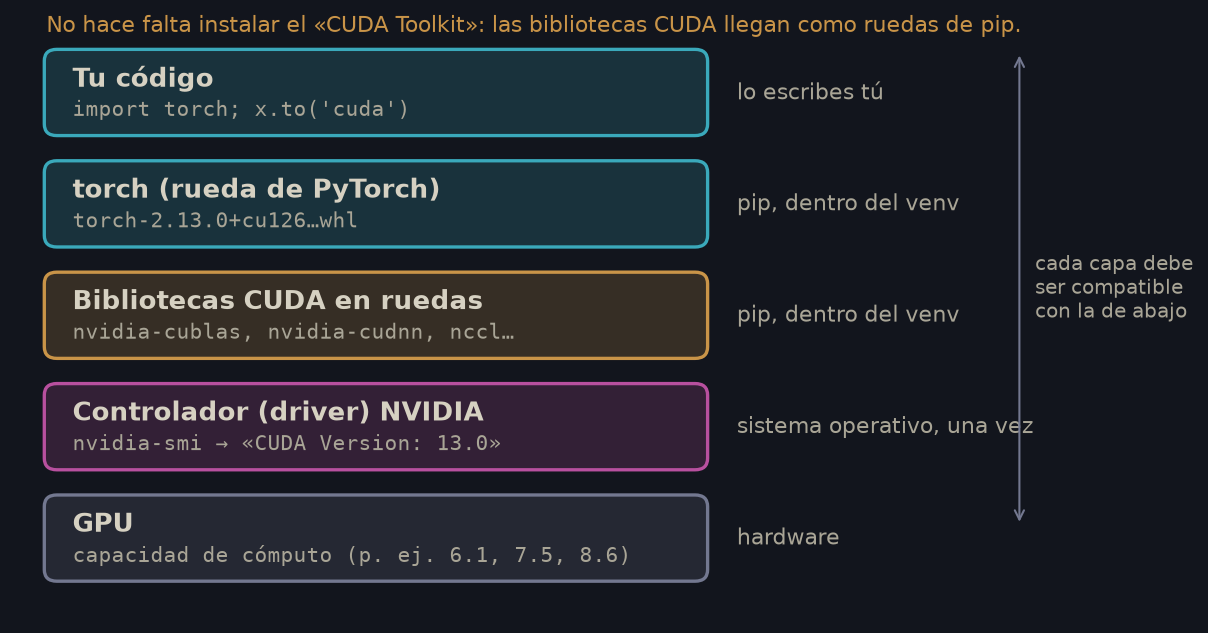 No hace falta instalar el «CUDA Toolkit»: las bibliotecas CUDA llegan como ruedas de pip.
Tu código
import torch; x.to('cuda')
lo escribes tú
torch (rueda de PyTorch)
torch-2.13.0+cu126…whl
pip, dentro del venv
Bibliotecas CUDA en ruedas
nvidia-cublas, nvidia-cudnn, nccl…
pip, dentro del venv
cada capa debe
ser compatible
con la de abajo
Controlador (driver) NVIDIA
nvidia-smi → «CUDA Version: 13.0»
sistema operativo, una vez
GPU
capacidad de cómputo (p. ej. 6.1, 7.5, 8.6)
hardware